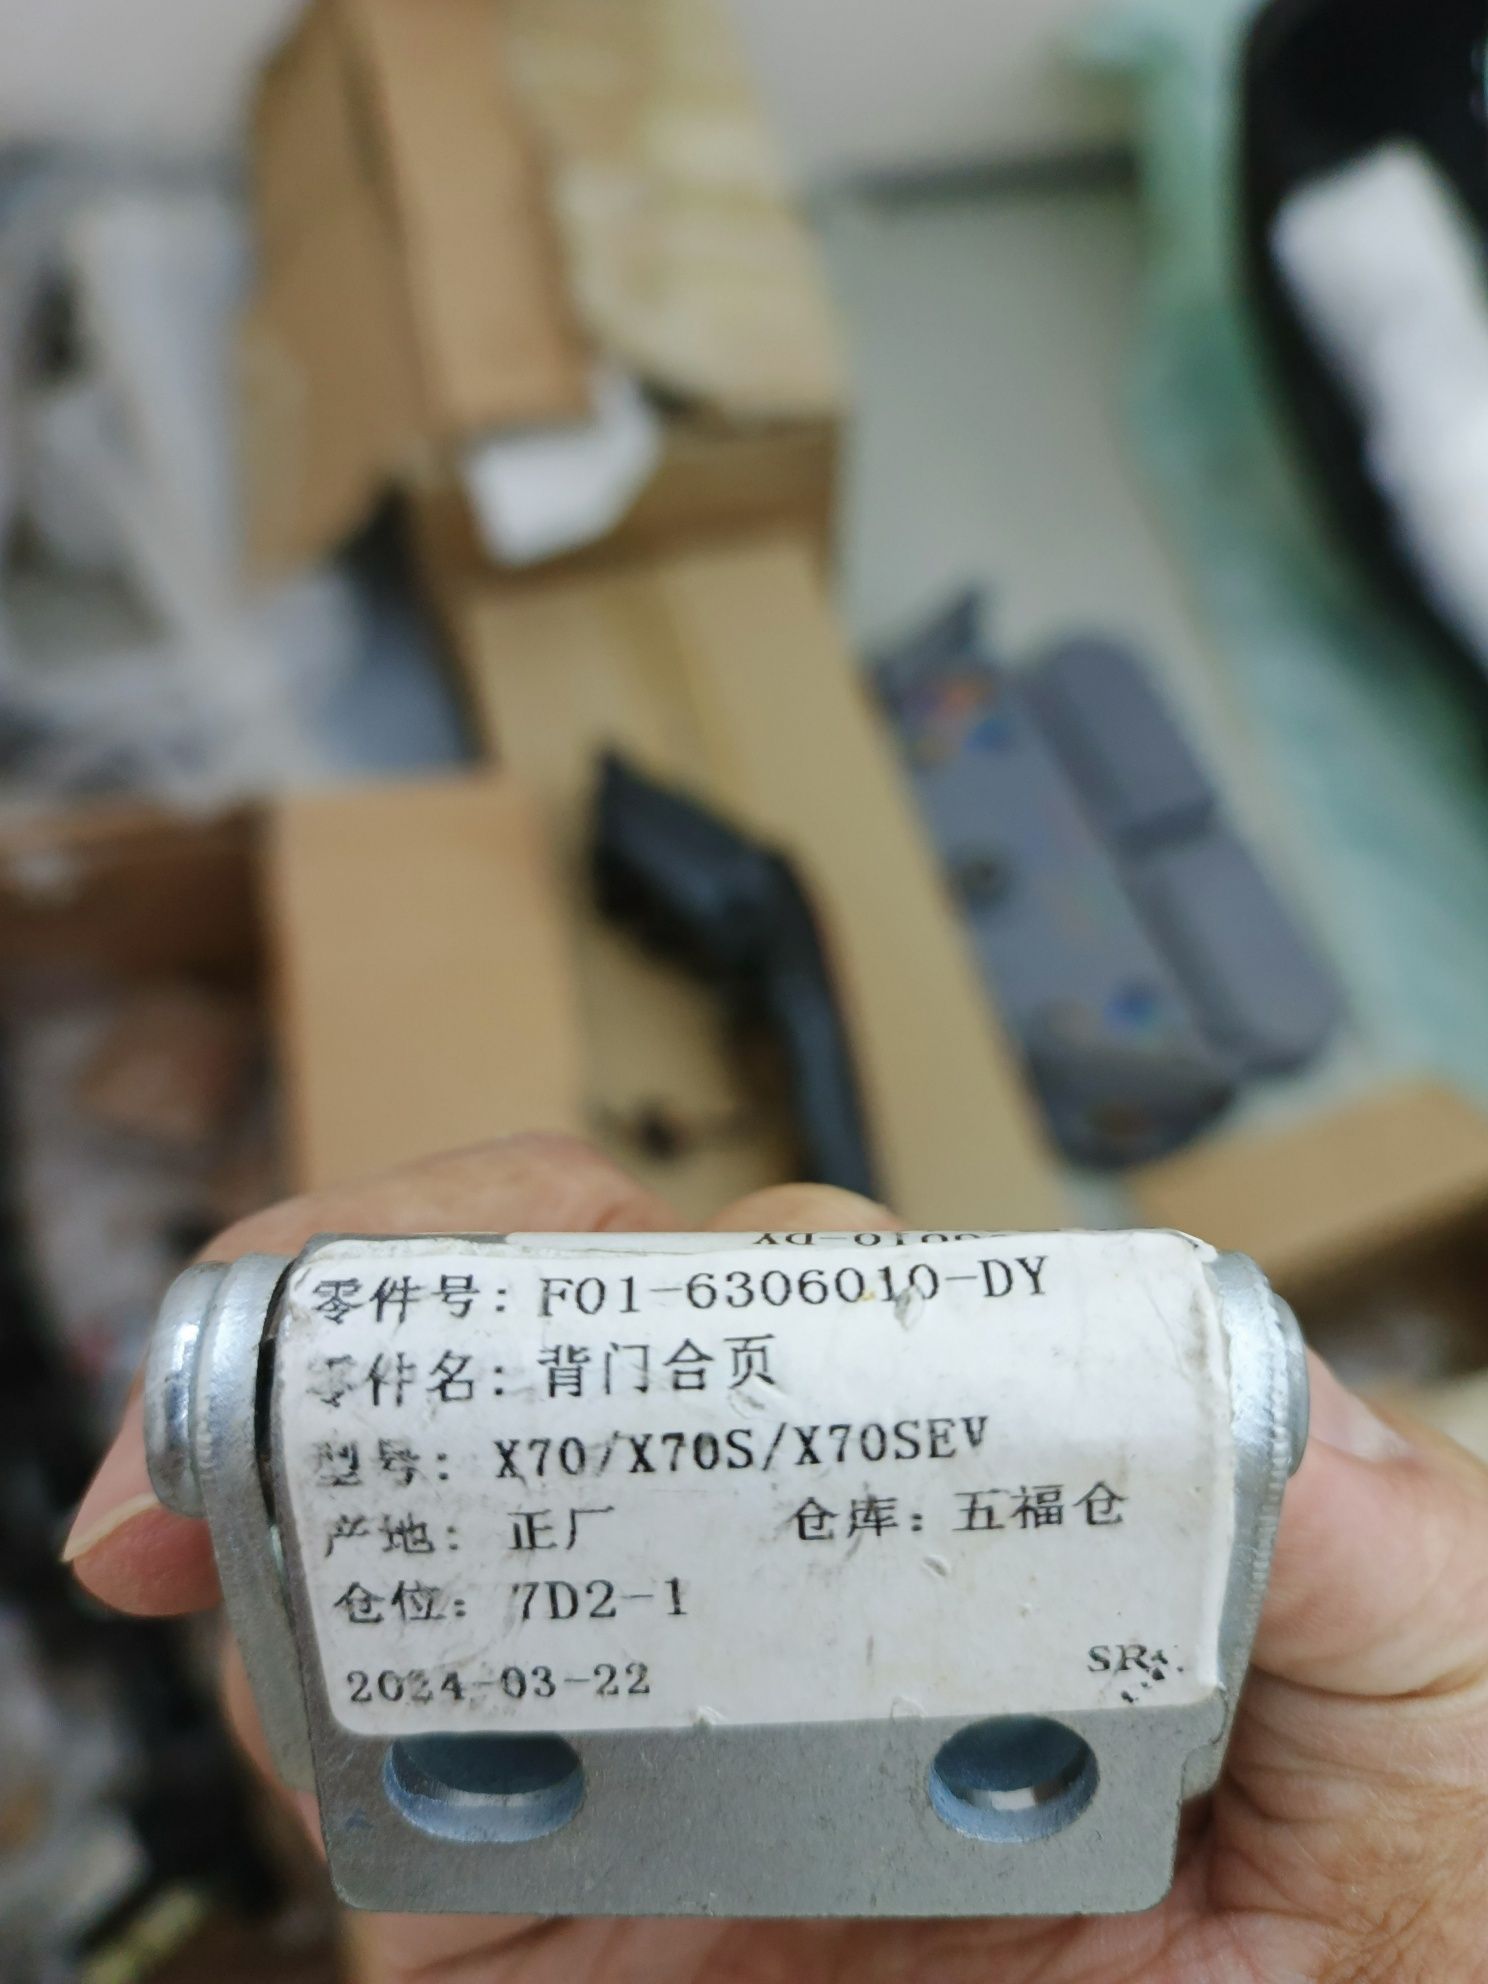 零件号: F01-6306010-DY
零件名: 背门合页
型号: X70/X70S/X70SEV
产地: 正厂 仓库: 五福仓
仓位: 7D2-1
2024-03-22